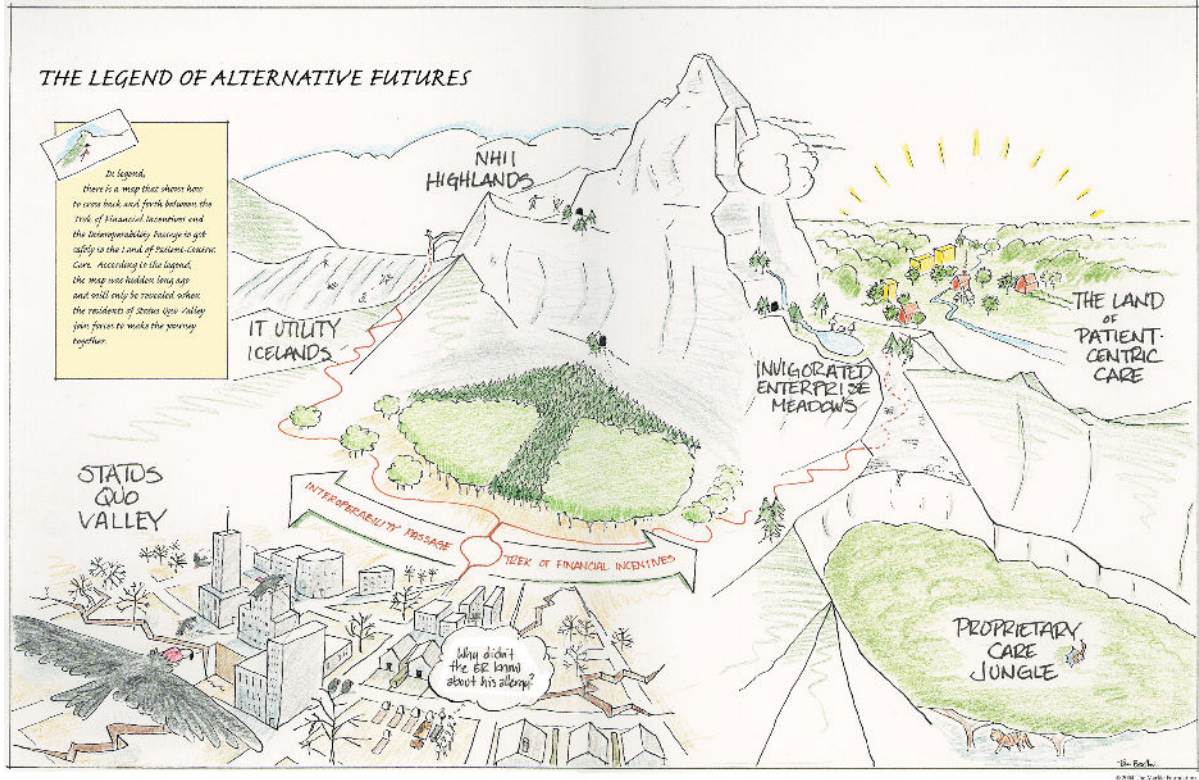 THE LEGEND OF ALTERNATIVE FUTURES
In legend,
there is a map that shows how
to cross back and forth between the
Trek of Financial Incentives and
the Interoperability Passage to get
safely to the Land of Patient-Centric
Care. According to the legend,
the map was hidden long ago
and will only be revealed when
the residents of Status Quo Valley
join forces to make the journey
together.
NHII
HIGHLANDS
IT UTILITY
ICELANDS
INVIGORATED
ENTERPRISE
MEADOWS
THE LAND
OF
PATIENT-
CENTRIC
CARE
STATUS
QUO
VALLEY
INTEROPERABILITY PASSAGE
TREK OF FINANCIAL INCENTIVES
PROPRIETARY
CARE
JUNGLE
Why didn't
the ER know
about his allergy?
© 2004 The Markle Foundation